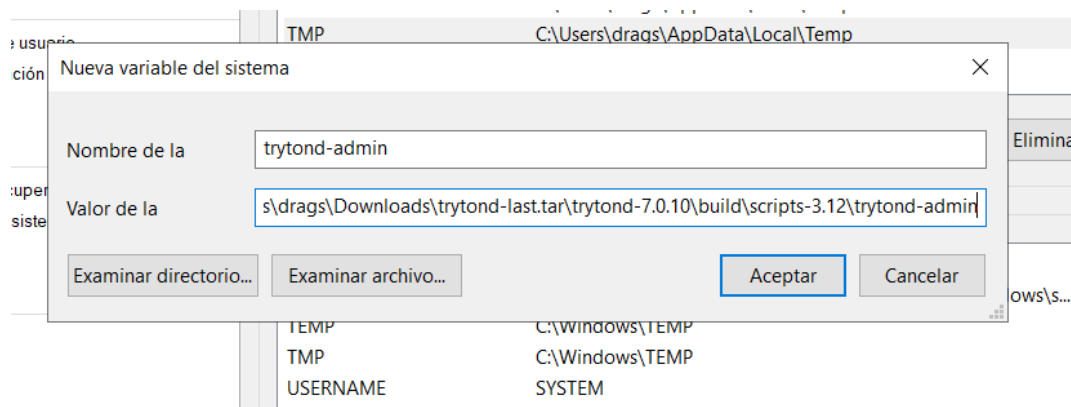 TMP C:\Users\drags\AppData\Local\Temp
e usuario
ción
Nueva variable del sistema
Nombre de la trytond-admin
Elimina
cuper
Valor de la s\drags\Downloads\trytond-last.tar\trytond-7.0.10\build\scripts-3.12\trytond-admin
siste
Examinar directorio... Examinar archivo... Aceptar Cancelar
ows\s...
TEMP C:\Windows\TEMP
TMP C:\Windows\TEMP
USERNAME SYSTEM